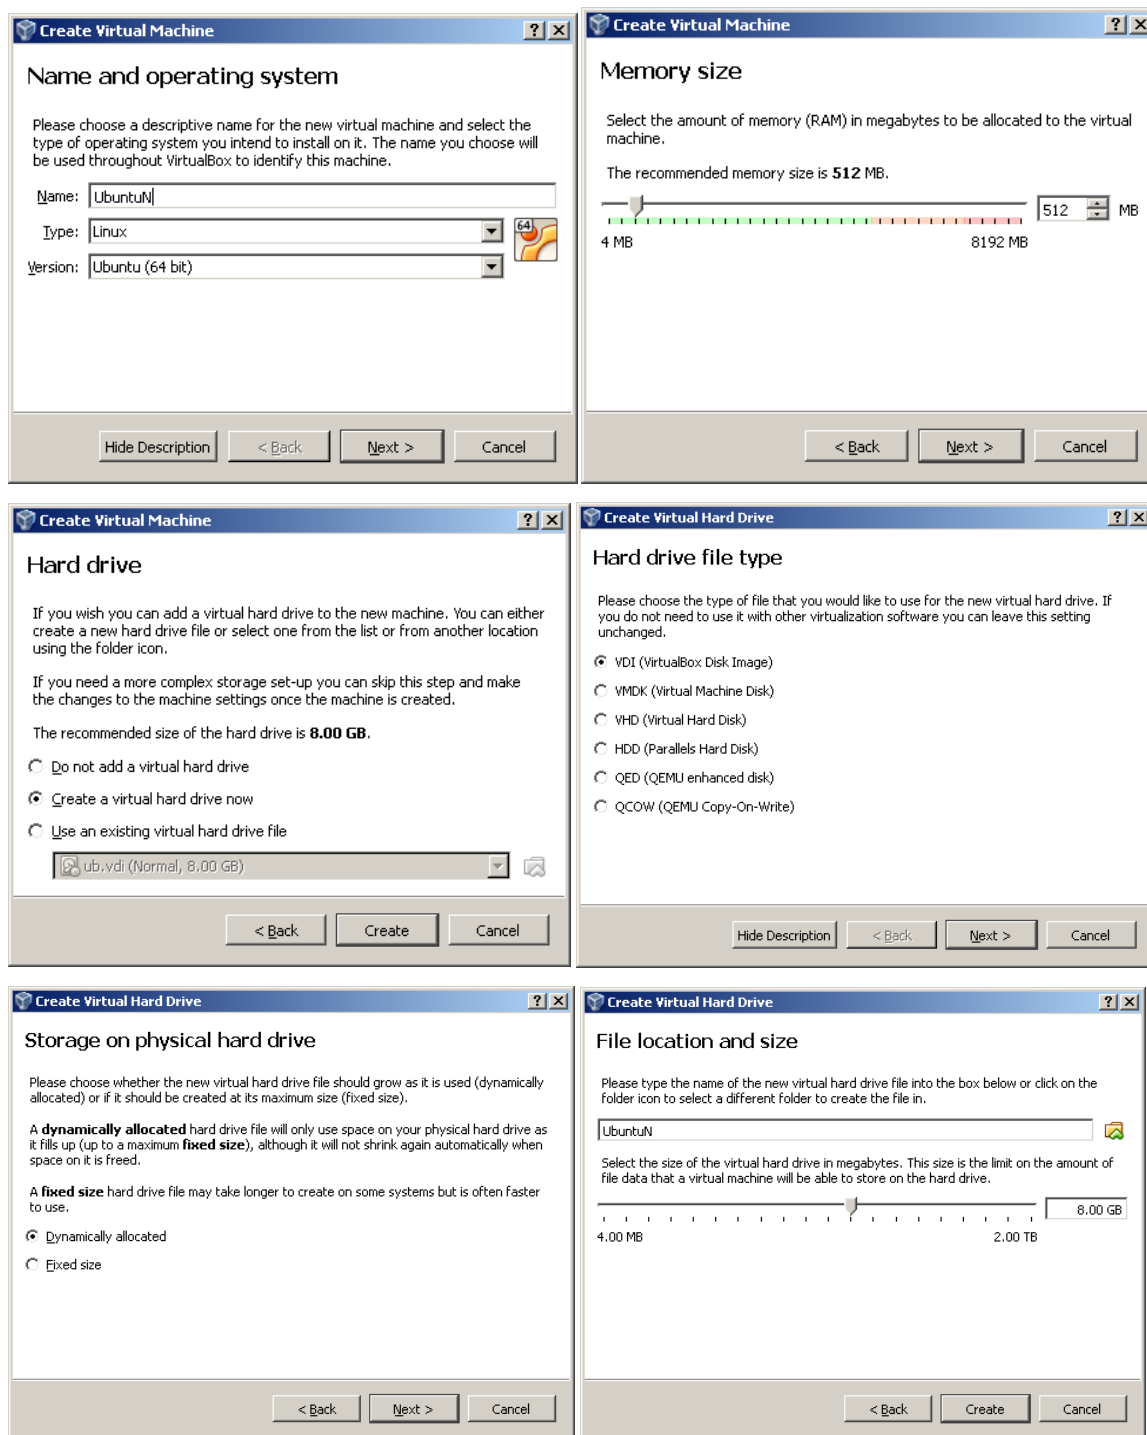 Create Virtual Machine
Name and operating system
Please choose a descriptive name for the new virtual machine and select the
type of operating system you intend to install on it. The name you choose will
be used throughout VirtualBox to identify this machine.
Name: UbuntuN
Type: Linux
64
Version: Ubuntu (64 bit)
Hide Description < Back Next > Cancel
Create Virtual Machine
Memory size
Select the amount of memory (RAM) in megabytes to be allocated to the virtual
machine.
The recommended memory size is 512 MB.
512 MB
4 MB 8192 MB
< Back Next > Cancel
Create Virtual Machine
Hard drive
If you wish you can add a virtual hard drive to the new machine. You can either
create a new hard drive file or select one from the list or from another location
using the folder icon.
If you need a more complex storage set-up you can skip this step and make
the changes to the machine settings once the machine is created.
The recommended size of the hard drive is 8.00 GB.
Do not add a virtual hard drive
Create a virtual hard drive now
Use an existing virtual hard drive file
ub.vdi (Normal, 8.00 GB)
< Back Create Cancel
Create Virtual Hard Drive
Hard drive file type
Please choose the type of file that you would like to use for the new virtual hard drive. If
you do not need to use it with other virtualization software you can leave this setting
unchanged.
VDI (VirtualBox Disk Image)
VMDK (Virtual Machine Disk)
VHD (Virtual Hard Disk)
HDD (Parallels Hard Disk)
QED (QEMU enhanced disk)
QCOW (QEMU Copy-On-Write)
Hide Description < Back Next > Cancel
Create Virtual Hard Drive
Storage on physical hard drive
Please choose whether the new virtual hard drive file should grow as it is used (dynamically
allocated) or if it should be created at its maximum size (fixed size).
A dynamically allocated hard drive file will only use space on your physical hard drive as
it fills up (up to a maximum fixed size), although it will not shrink again automatically when
space on it is freed.
A fixed size hard drive file may take longer to create on some systems but is often faster
to use.
Dynamically allocated
Fixed size
< Back Next > Cancel
Create Virtual Hard Drive
File location and size
Please type the name of the new virtual hard drive file into the box below or click on the
folder icon to select a different folder to create the file in.
UbuntuN
Select the size of the virtual hard drive in megabytes. This size is the limit on the amount of
file data that a virtual machine will be able to store on the hard drive.
8.00 GB
4.00 MB 2.00 TB
< Back Create Cancel